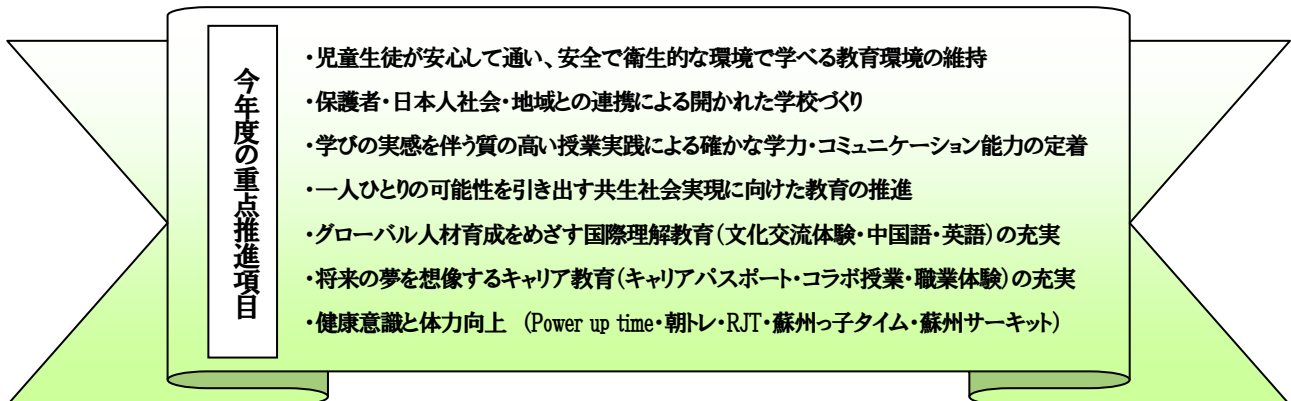 今年度の重点推進項目
・児童生徒が安心して通い、安全で衛生的な環境で学べる教育環境の維持
・保護者・日本人社会・地域との連携による開かれた学校づくり
・学びの実感を伴う質の高い授業実践による確かな学力・コミュニケーション能力の定着
・一人ひとりの可能性を引き出す共生社会実現に向けた教育の推進
・グローバル人材育成をめざす国際理解教育(文化交流体験・中国語・英語)の充実
・将来の夢を想像するキャリア教育(キャリアパスポート・コラボ授業・職業体験)の充実
・健康意識と体力向上 (Power up time・朝トレ・RJT・蘇州っ子タイム・蘇州サーキット)